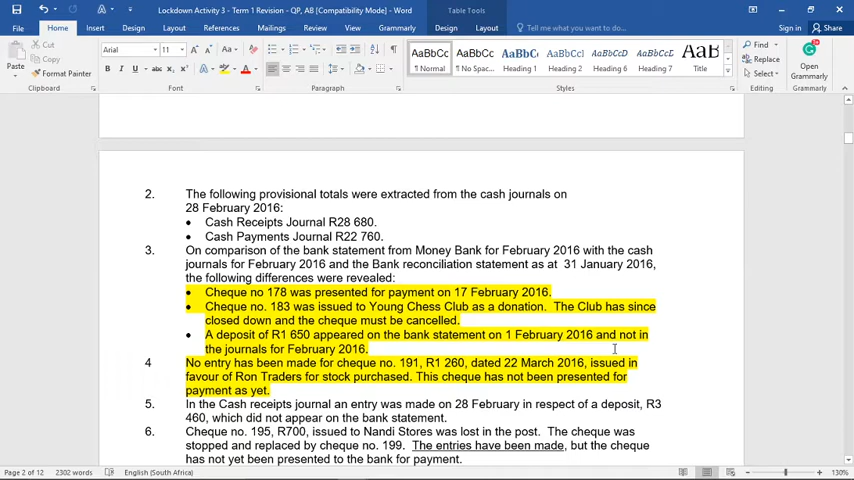 Lockdown Activity 3 - Term 1 Revision - QP, AB [Compatibility Mode] - Word
Table Tools
Sign in
Share
File
Home
Insert
Draw
Design
Layout
References
Mailings
Review
View
Grammarly
Design
Layout
Tell me what you want to do...
Paste
Cut
Copy
Format Painter
Clipboard
Arial
11
Font
Paragraph
AaBbCc
¶ Normal
AaBbCc
¶ No Spac...
AaBbCc
Heading 1
AaBbCc
Heading 2
AaBbCcD
Heading 6
AaBbCcD
Heading 7
AaB
Title
Styles
Find
Replace
Select
Editing
Open
Grammarly
Grammarly
2. The following provisional totals were extracted from the cash journals on
28 February 2016:
• Cash Receipts Journal R28 680.
• Cash Payments Journal R22 760.
3. On comparison of the bank statement from Money Bank for February 2016 with the cash
journals for February 2016 and the Bank reconciliation statement as at 31 January 2016,
the following differences were revealed:
• Cheque no 178 was presented for payment on 17 February 2016.
• Cheque no. 183 was issued to Young Chess Club as a donation. The Club has since
closed down and the cheque must be cancelled.
• A deposit of R1 650 appeared on the bank statement on 1 February 2016 and not in
the journals for February 2016.
4 No entry has been made for cheque no. 191, R1 260, dated 22 March 2016, issued in
favour of Ron Traders for stock purchased. This cheque has not been presented for
payment as yet.
5. In the Cash receipts journal an entry was made on 28 February in respect of a deposit, R3
460, which did not appear on the bank statement.
6. Cheque no. 195, R700, issued to Nandi Stores was lost in the post. The cheque was
stopped and replaced by cheque no. 199. The entries have been made, but the cheque
has not yet been presented to the bank for payment.
Page 2 of 12
2302 words
English (South Africa)
130%